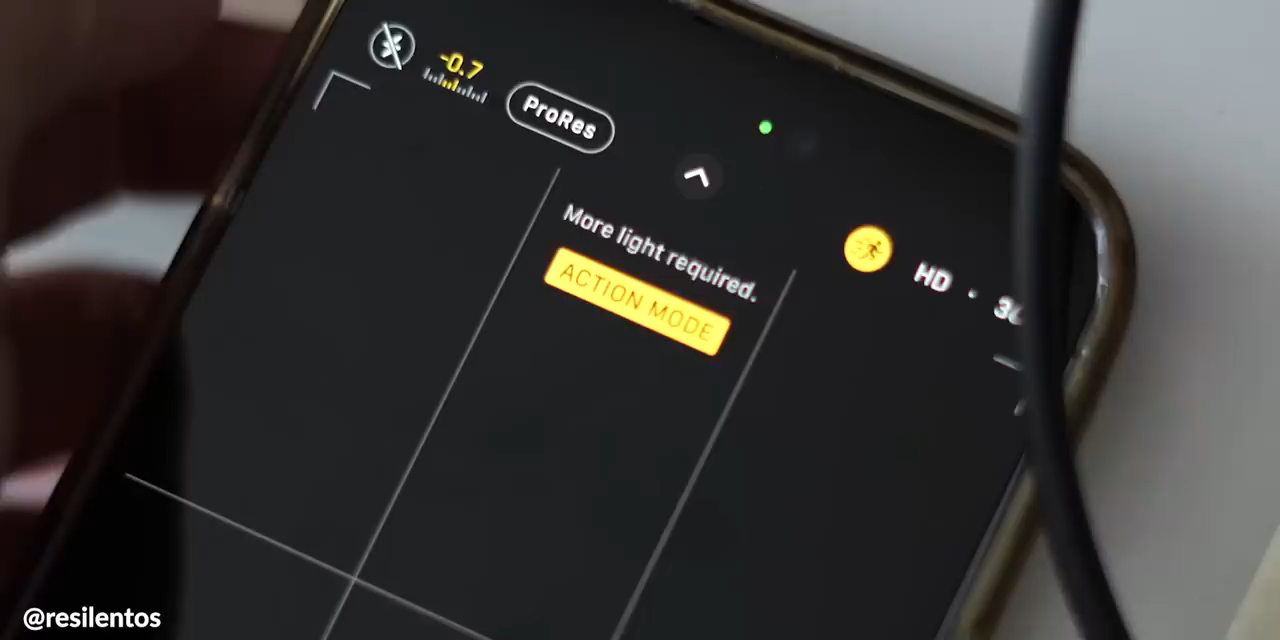 -0.7
ProRes
More light required.
ACTION MODE
HD
@resilentos